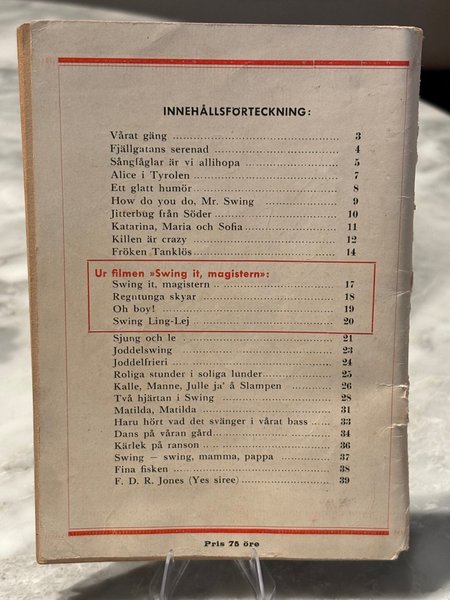 INNEHÅLLSFÖRTECKNING:
Vårat gäng ........................ 3
Fjällgatans serenad ........................ 4
Sångfåglar är vi allihopa ........................ 5
Alice i Tyrolen ........................ 7
Ett glatt humör ........................ 8
How do you do, Mr. Swing ........................ 9
Jitterbug från Söder ........................ 10
Katarina, Maria och Sofia ........................ 11
Killen är crazy ........................ 12
Fröken Tanklös ........................ 14
Ur filmen »Swing it, magistern»:
Swing it, magistern ........................ 17
Regntunga skyar ........................ 18
Oh boy! ........................ 19
Swing Ling-Lej ........................ 20
Sjung och le ........................ 21
Joddelswing ........................ 23
Joddelfrieri ........................ 24
Roliga stunder i soliga lunder ........................ 25
Kalle, Manne, Julle ja' å Slampen ........................ 26
Två hjärtan i Swing ........................ 28
Matilda, Matilda ........................ 31
Haru hört vad det svänger i vårat bass ........ 33
Dans på våran gård ........................ 34
Kärlek på ranson ........................ 36
Swing — swing, mamma, pappa ........................ 37
Fina fisken ........................ 38
F. D. R. Jones (Yes siree) ........................ 39
Pris 75 öre